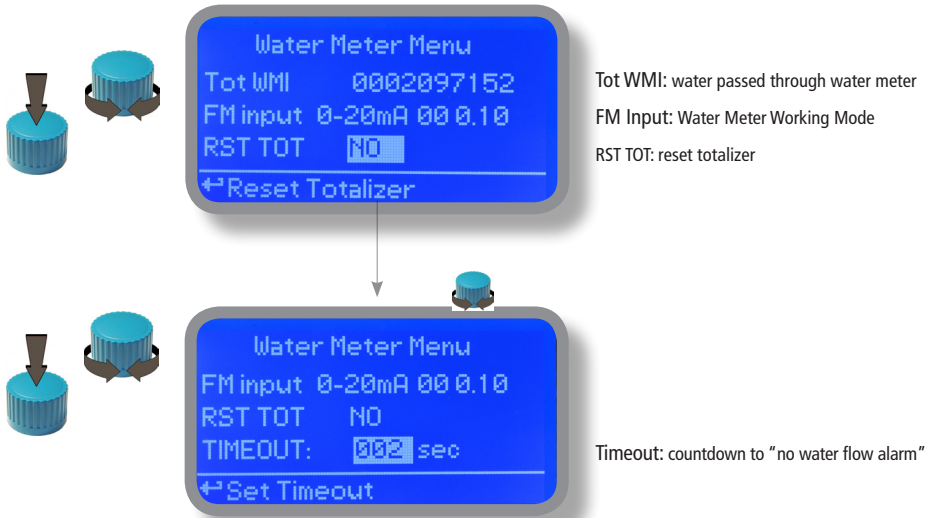 Water Meter Menu
Tot WMI 0002097152
FM input 0-20mA 00 0.10
RST TOT NO
↵Reset Totalizer
Tot WMI: water passed through water meter
FM Input: Water Meter Working Mode
RST TOT: reset totalizer
Water Meter Menu
FM input 0-20mA 00 0.10
RST TOT NO
TIMEOUT: 002 sec
↵Set Timeout
Timeout: countdown to "no water flow alarm"